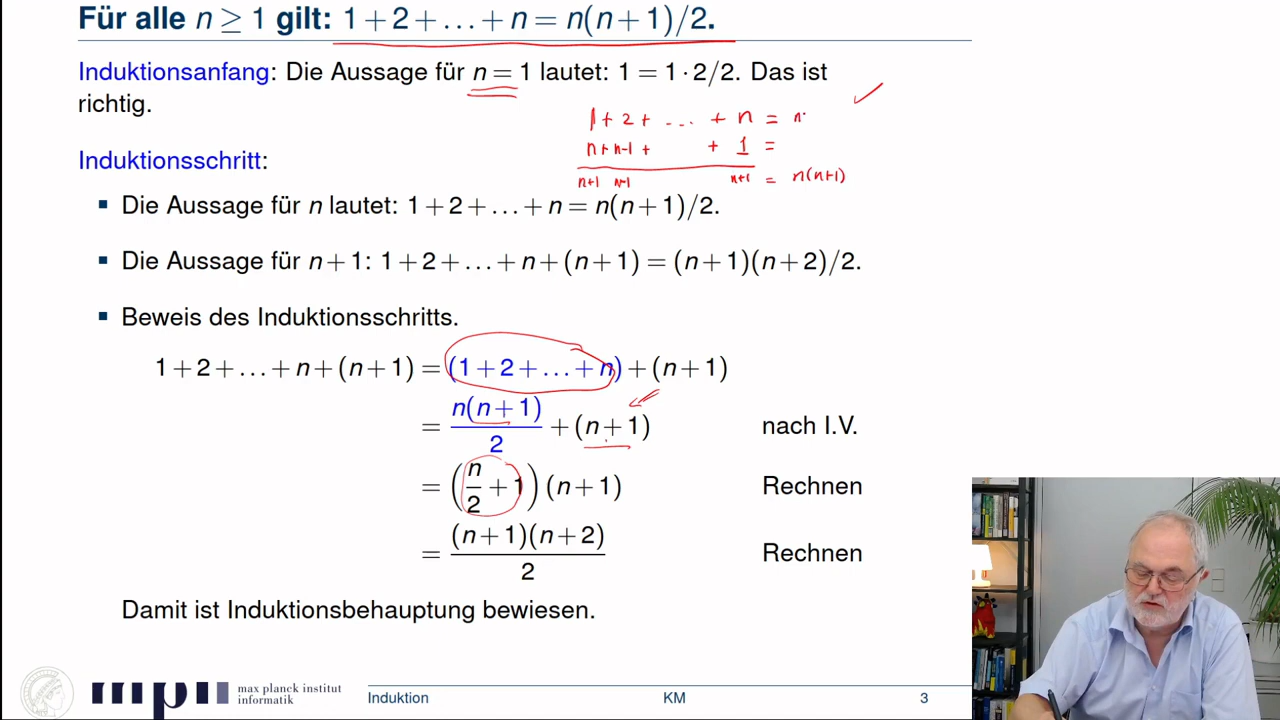 Für alle n ≥ 1 gilt: 1+2+…+n = n(n+1)/2.
Induktionsanfang: Die Aussage für n = 1 lautet: 1 = 1·2/2. Das ist
richtig.
1 + 2 + ... + n = n·
n + n-1 + + 1 =
n+1 n+1 n+1 = n(n+1)
Induktionsschritt:
▪ Die Aussage für n lautet: 1+2+…+n = n(n+1)/2.
▪ Die Aussage für n+1: 1+2+…+n+(n+1) = (n+1)(n+2)/2.
▪ Beweis des Induktionsschritts.
1+2+…+n+(n+1) = (1+2+…+n)+(n+1)
= n(n+1)/2 + (n+1) nach I.V.
= (n/2 + 1)(n+1) Rechnen
= (n+1)(n+2)/2 Rechnen
Damit ist Induktionsbehauptung bewiesen.
mpii max planck institut
informatik
Induktion KM 3